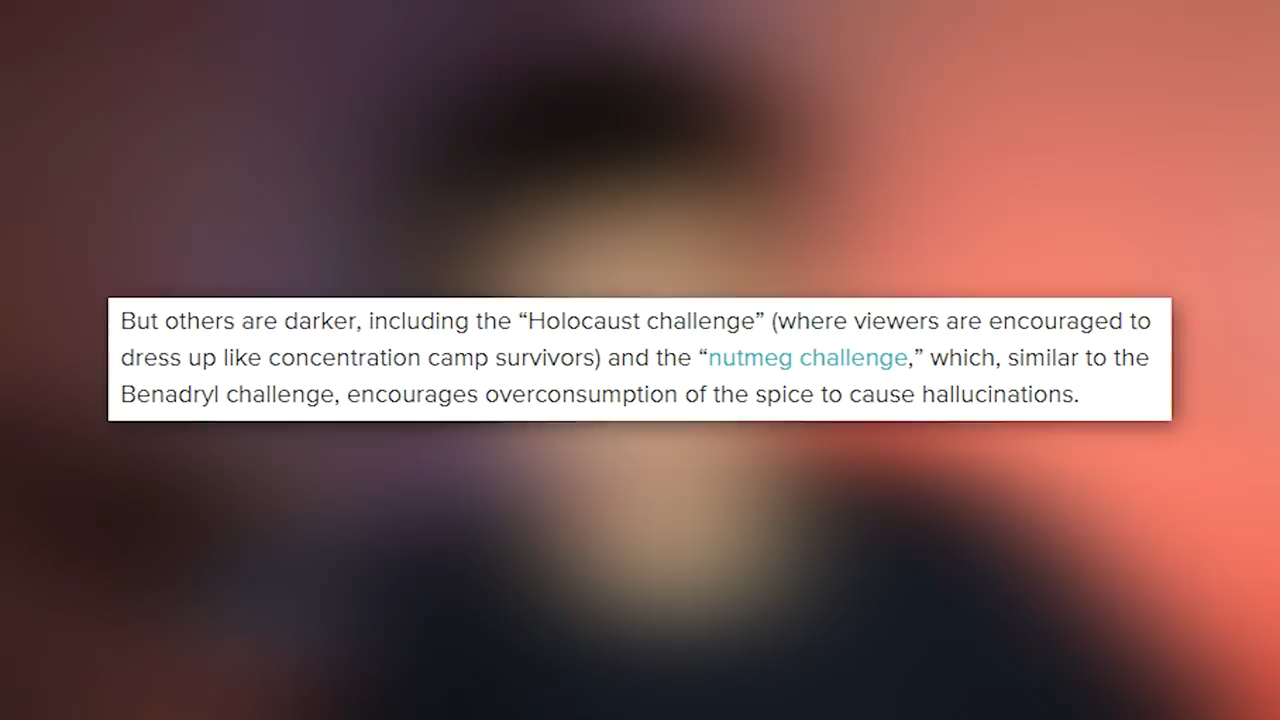 But others are darker, including the “Holocaust challenge” (where viewers are encouraged to
dress up like concentration camp survivors) and the “nutmeg challenge,” which, similar to the
Benadryl challenge, encourages overconsumption of the spice to cause hallucinations.